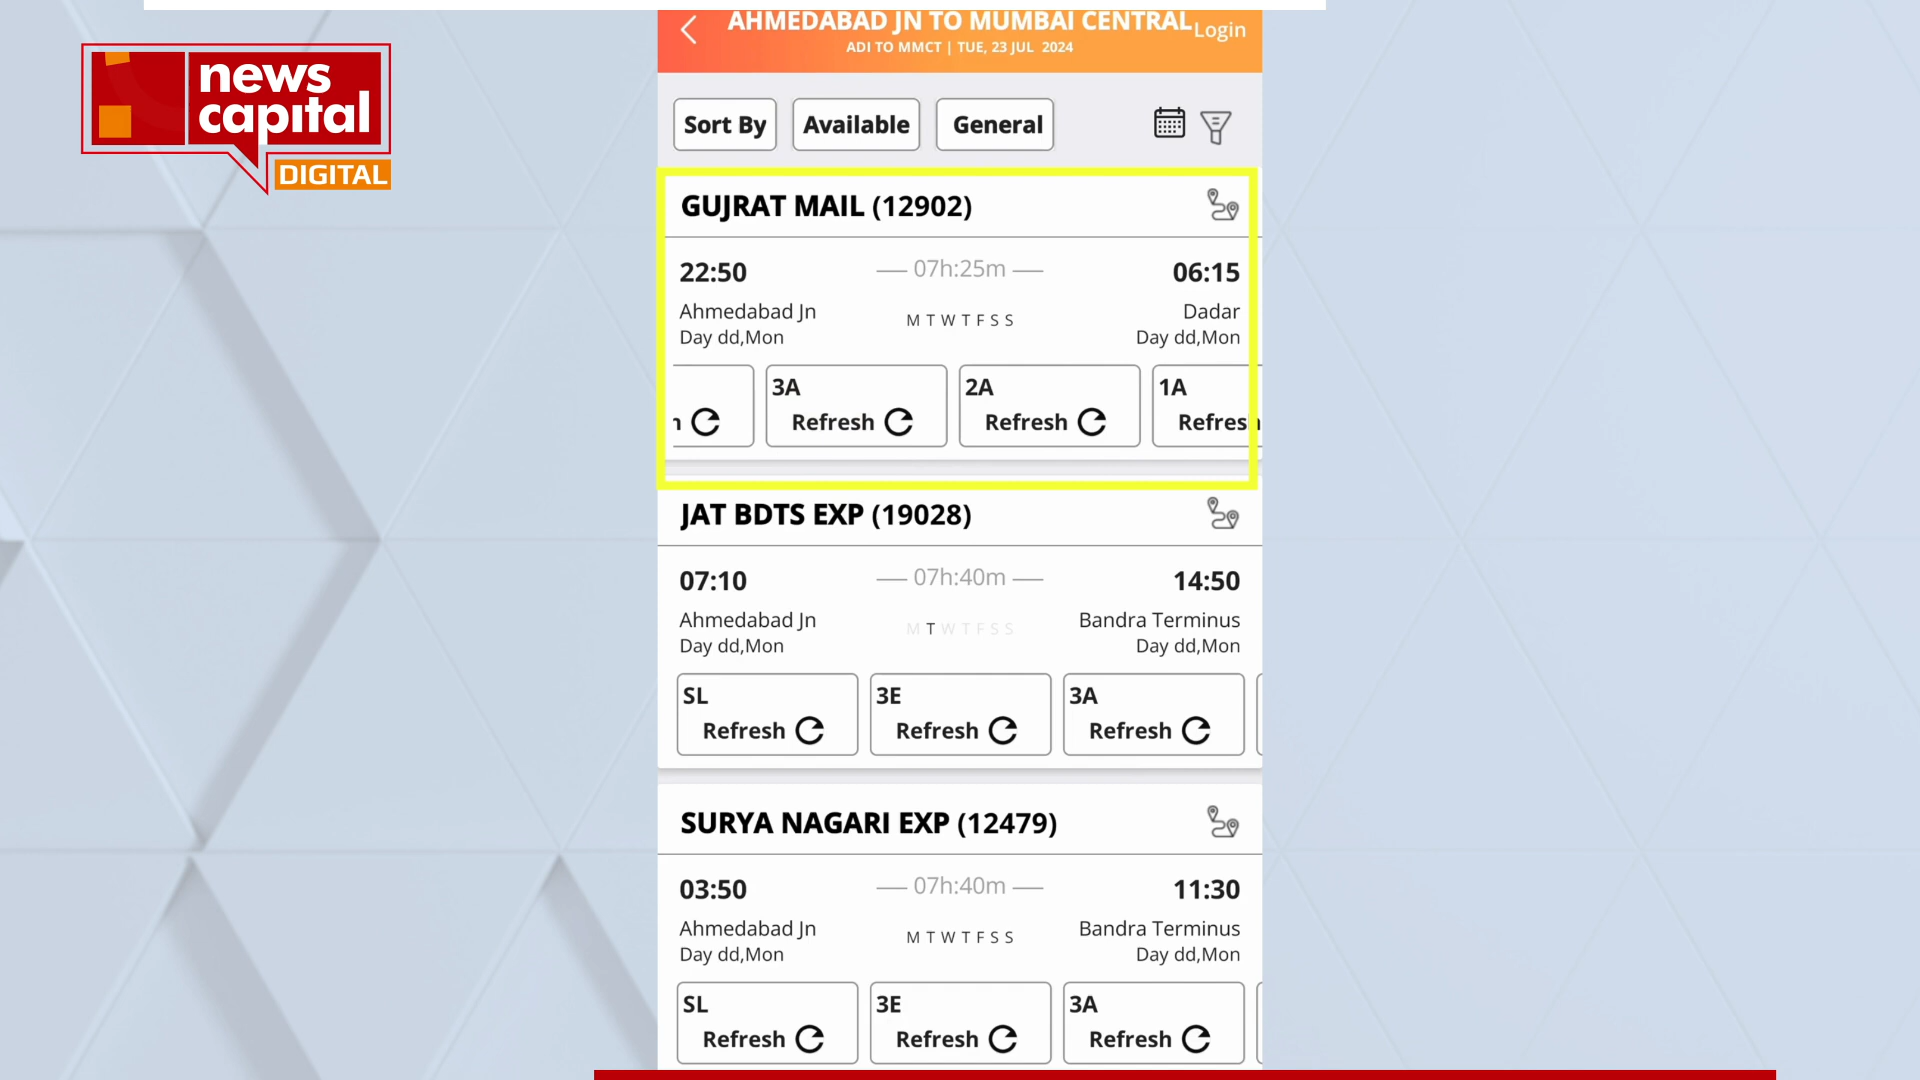 news
capital
DIGITAL
AHMEDABAD JN TO MUMBAI CENTRAL
Login
ADI TO MMCT | TUE, 23 JUL 2024
Sort By
Available
General
GUJRAT MAIL (12902)
22:50
07h:25m
06:15
Ahmedabad Jn
M T W T F S S
Dadar
Day dd,Mon
Day dd,Mon
3A
2A
1A
Refresh
Refresh
Refresh
JAT BDTS EXP (19028)
07:10
07h:40m
14:50
Ahmedabad Jn
M T W T F S S
Bandra Terminus
Day dd,Mon
Day dd,Mon
SL
3E
3A
Refresh
Refresh
Refresh
SURYA NAGARI EXP (12479)
03:50
07h:40m
11:30
Ahmedabad Jn
M T W T F S S
Bandra Terminus
Day dd,Mon
Day dd,Mon
SL
3E
3A
Refresh
Refresh
Refresh